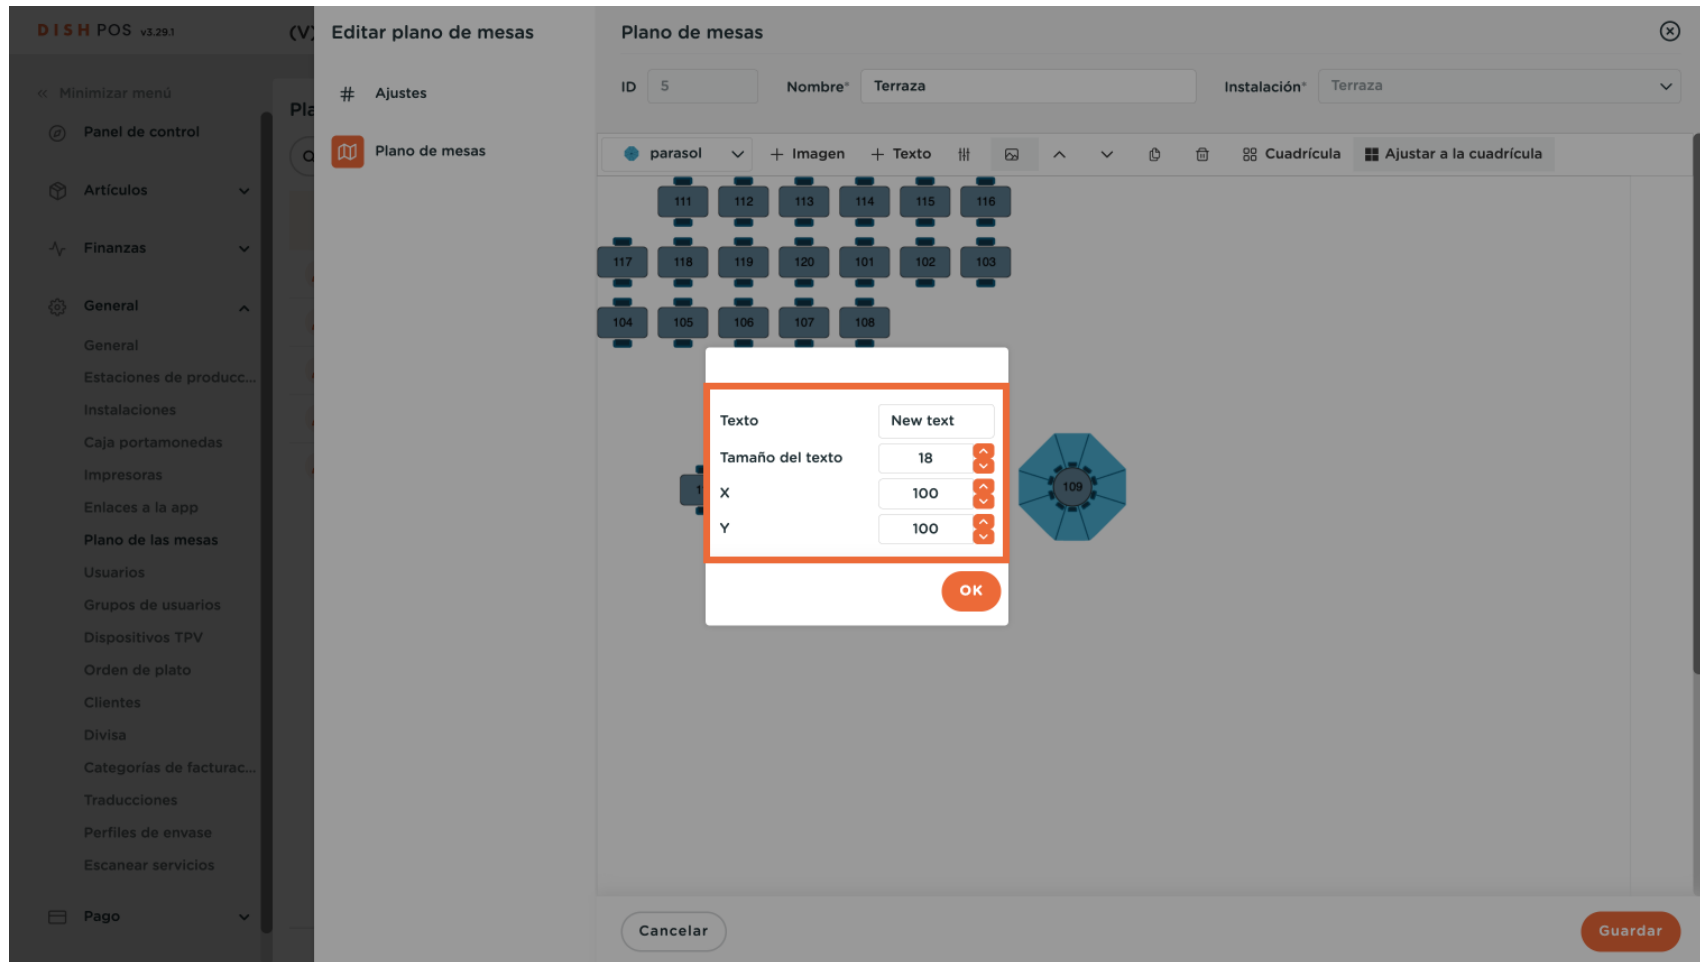 DISH POS v3.29.1
(V)
Editar plano de mesas
Plano de mesas
ID 5 Nombre* Terraza Instalación* Terraza
« Minimizar menú
Ajustes
Plano de mesas
Panel de control
Artículos
Finanzas
General
General
Estaciones de producc...
Instalaciones
Caja portamonedas
Impresoras
Enlaces a la app
Plano de las mesas
Usuarios
Grupos de usuarios
Dispositivos TPV
Orden de plato
Clientes
Divisa
Categorías de facturac...
Traducciones
Perfiles de envase
Escanear servicios
Pago
Pla
parasol + Imagen + Texto Cuadrícula Ajustar a la cuadrícula
111 112 113 114 115 116
117 118 119 120 101 102 103
104 105 106 107 108
109
Texto New text
Tamaño del texto 18
X 100
Y 100
OK
Cancelar Guardar